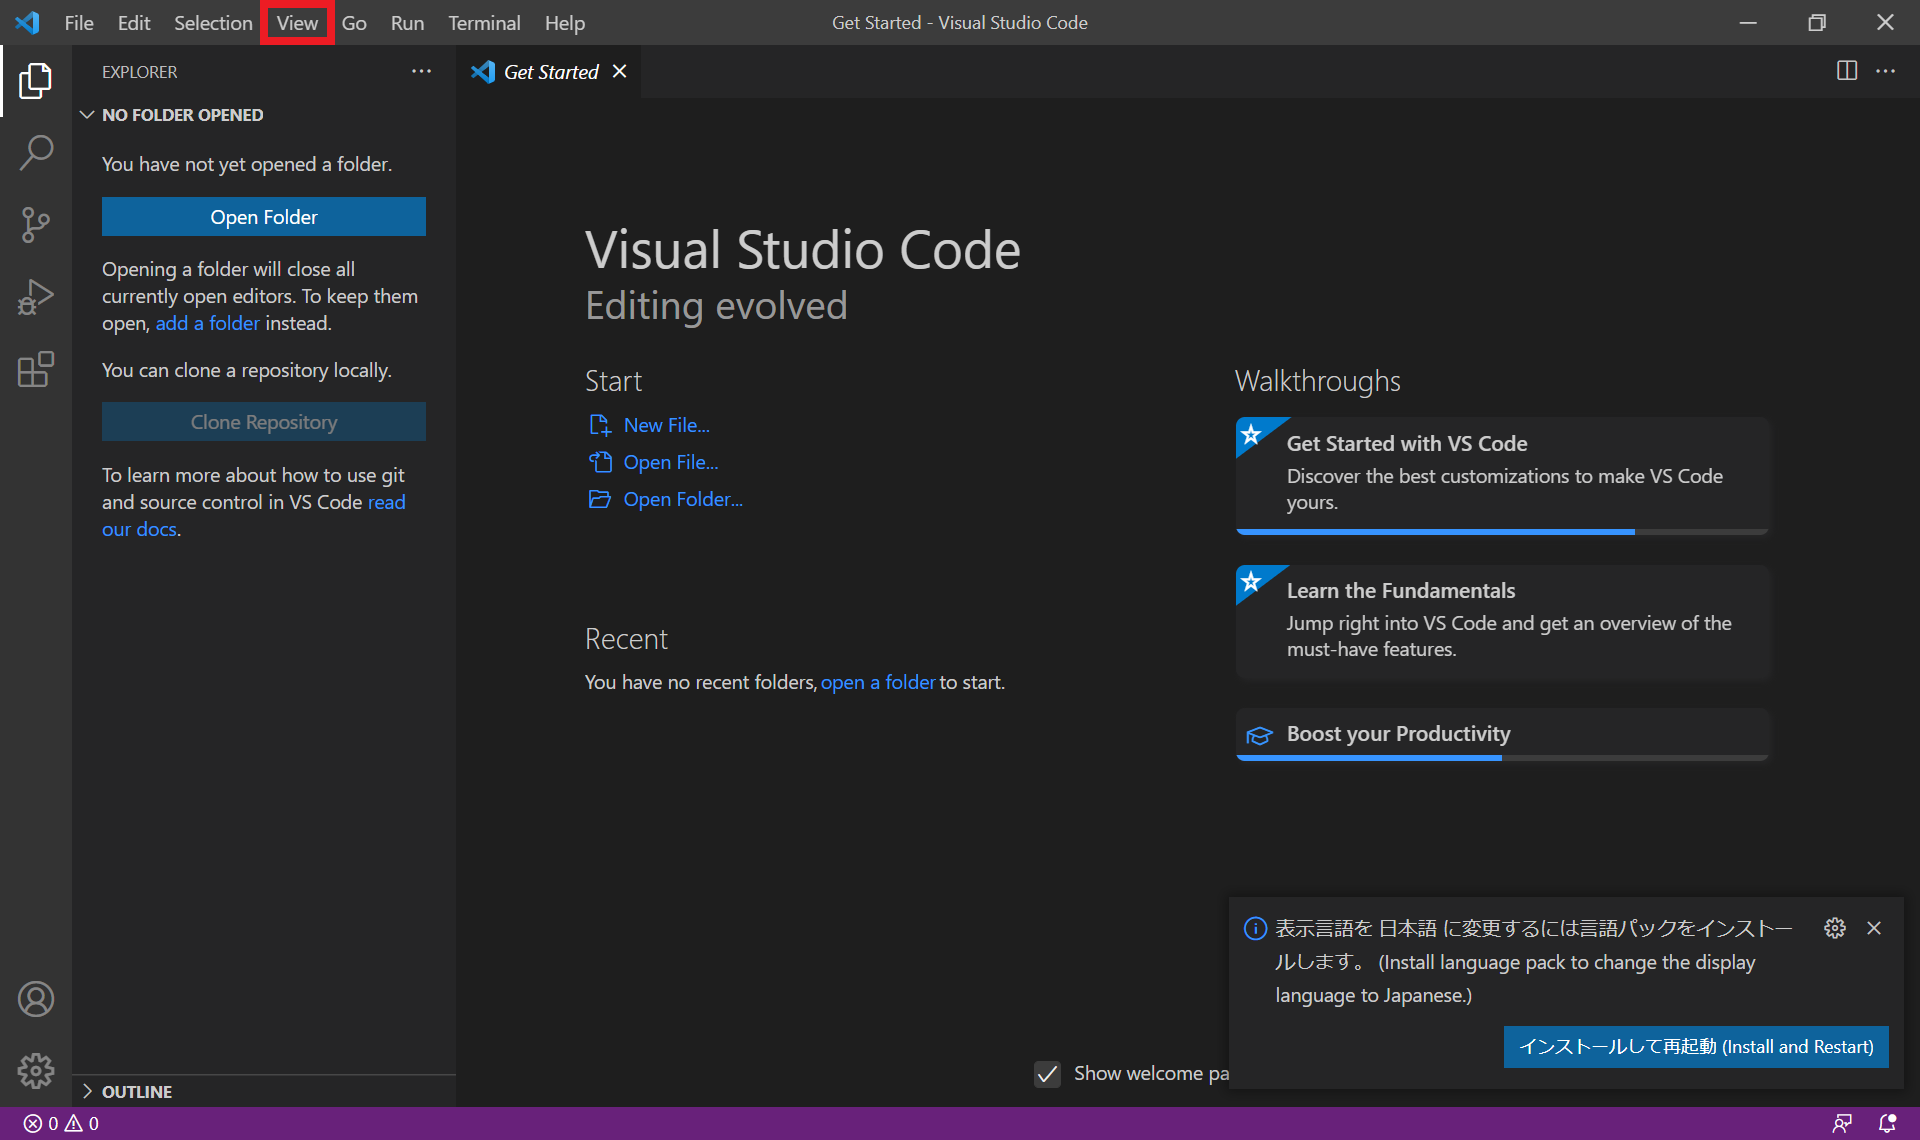 File Edit Selection View Go Run Terminal Help
Get Started - Visual Studio Code
EXPLORER
NO FOLDER OPENED
You have not yet opened a folder.
Open Folder
Opening a folder will close all
currently open editors. To keep them
open, add a folder instead.
You can clone a repository locally.
Clone Repository
To learn more about how to use git
and source control in VS Code read
our docs.
OUTLINE
Get Started
Visual Studio Code
Editing evolved
Start
New File...
Open File...
Open Folder...
Recent
You have no recent folders, open a folder to start.
Walkthroughs
Get Started with VS Code
Discover the best customizations to make VS Code
yours.
Learn the Fundamentals
Jump right into VS Code and get an overview of the
must-have features.
Boost your Productivity
表示言語を 日本語 に変更するには言語パックをインストー
ルします。 (Install language pack to change the display
language to Japanese.)
インストールして再起動 (Install and Restart)
Show welcome pa
0 0